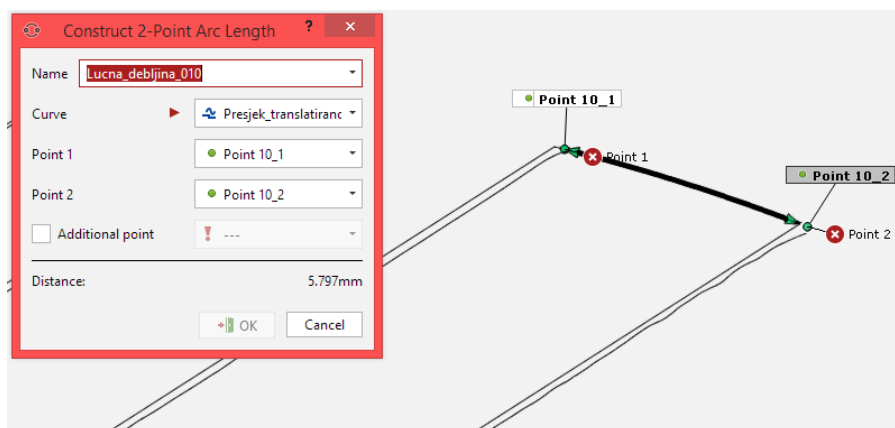 Construct 2-Point Arc Length ? ×
Name Lucna_debljina_010
Curve Presjek_translatiranc
Point 1 Point 10_1
Point 2 Point 10_2
Additional point ---
Distance: 5.797mm
OK Cancel
Point 10_1
Point 1
Point 10_2
Point 2